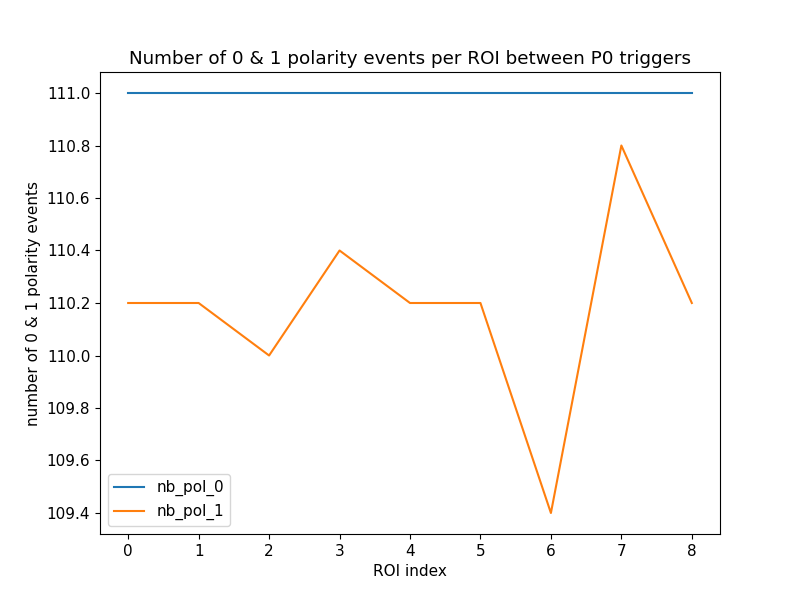 Number of 0 & 1 polarity events per ROI between P0 triggers
111.0
110.8
110.6
110.4
110.2
110.0
109.8
109.6
109.4
number of 0 & 1 polarity events
nb_pol_0
nb_pol_1
0 1 2 3 4 5 6 7 8
ROI index